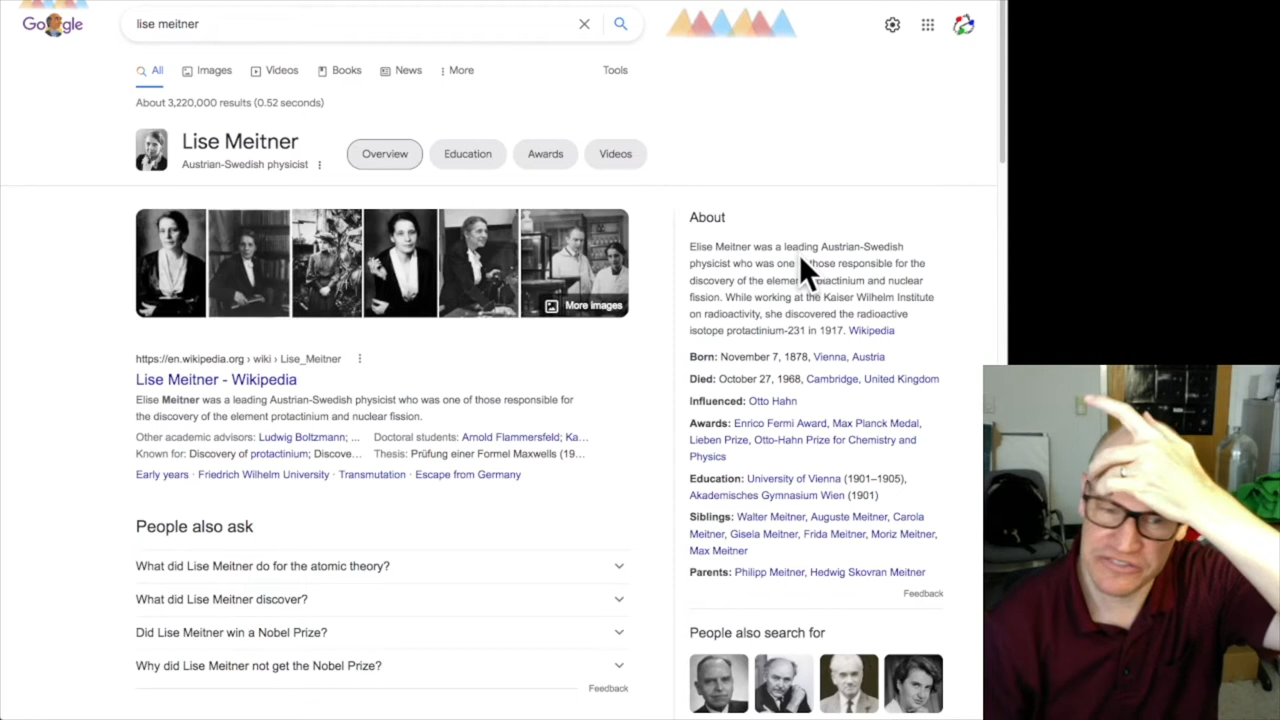 Google
lise meitner
All
Images
Videos
Books
News
More
Tools
About 3,220,000 results (0.52 seconds)
Lise Meitner
Austrian-Swedish physicist
Overview
Education
Awards
Videos
More images
https://en.wikipedia.org › wiki › Lise_Meitner
Lise Meitner - Wikipedia
Elise Meitner was a leading Austrian-Swedish physicist who was one of those responsible for
the discovery of the element protactinium and nuclear fission.
Other academic advisors: Ludwig Boltzmann; ...
Doctoral students: Arnold Flammersfeld; Ka...
Known for: Discovery of protactinium; Discove...
Thesis: Prüfung einer Formel Maxwells (19...
Early years · Friedrich Wilhelm University · Transmutation · Escape from Germany
People also ask
What did Lise Meitner do for the atomic theory?
What did Lise Meitner discover?
Did Lise Meitner win a Nobel Prize?
Why did Lise Meitner not get the Nobel Prize?
Feedback
About
Elise Meitner was a leading Austrian-Swedish
physicist who was one those responsible for the
discovery of the nuclear
fission. While working at the Kaiser Wilhelm Institute
on radioactivity, she discovered the radioactive
isotope protactinium-231 in 1917. Wikipedia
Born: November 7, 1878, Vienna, Austria
Died: October 27, 1968, Cambridge, United Kingdom
Influenced: Otto Hahn
Awards: Enrico Fermi Award, Max Planck Medal,
Lieben Prize, Otto-Hahn Prize for Chemistry and
Physics
Education: University of Vienna (1901–1905),
Akademisches Gymnasium Wien (1901)
Siblings: Walter Meitner, Auguste Meitner, Carola
Meitner, Gisela Meitner, Frida Meitner, Moriz Meitner,
Max Meitner
Parents: Philipp Meitner, Hedwig Skovran Meitner
Feedback
People also search for